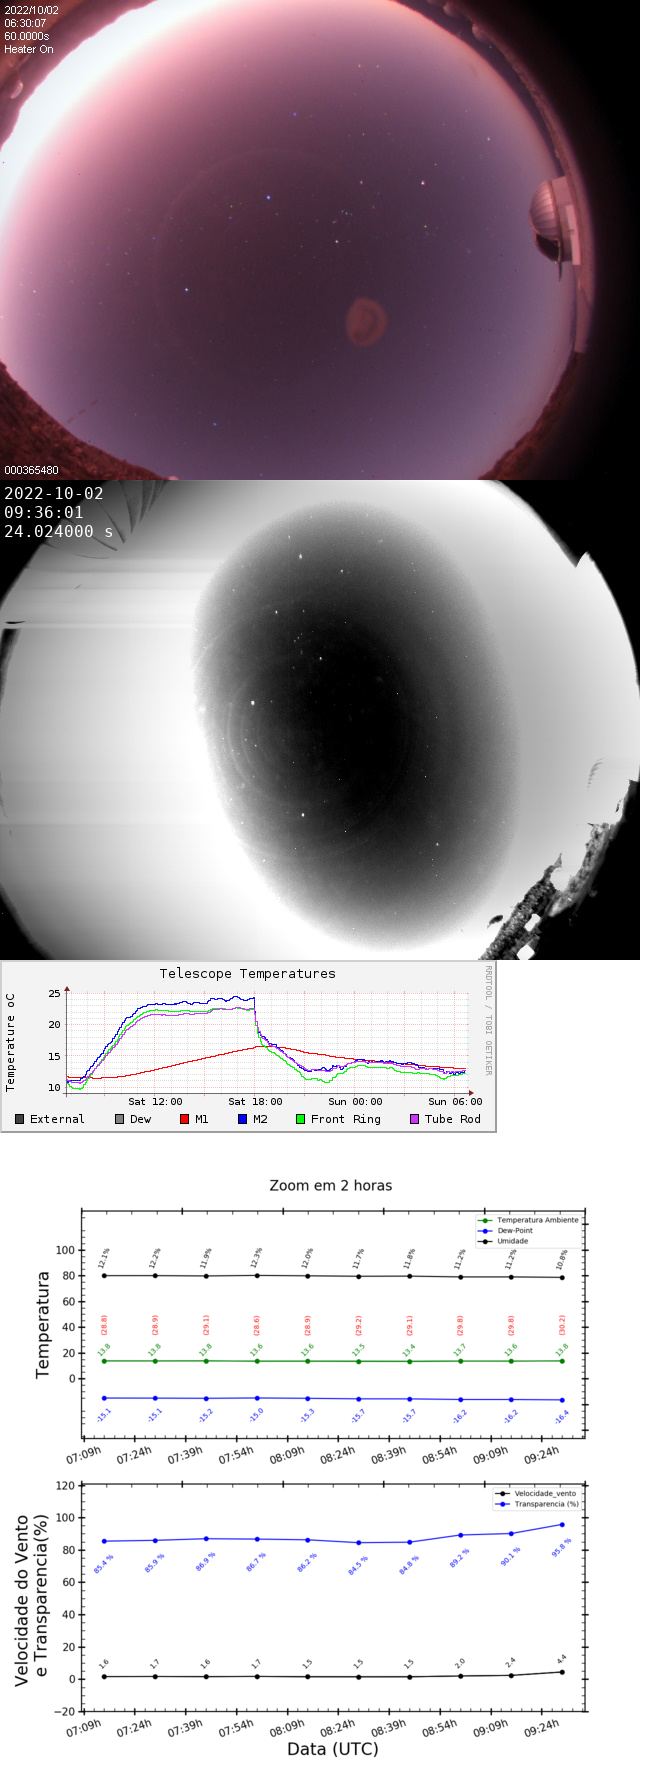 2022/10/02
06:30:07
60.0000s
Heater On
000365480
2022-10-02
09:36:01
24.024000 s
Telescope Temperatures
RRDTOOL / TOBI OETIKER
Temperature oC
25
20
15
10
Sat 12:00 Sat 18:00 Sun 00:00 Sun 06:00
External Dew M1 M2 Front Ring Tube Rod
Zoom em 2 horas
Temperatura Ambiente
Dew-Point
Umidade
Temperatura
100
80
60
40
20
0
12.1% 12.2% 11.9% 12.3% 12.0% 11.7% 11.8% 11.2% 11.2% 10.8%
(28.8) (28.9) (29.1) (28.6) (28.9) (29.2) (29.1) (29.8) (29.8) (30.2)
13.8 13.8 13.8 13.6 13.6 13.5 13.4 13.7 13.6 13.8
-15.1 -15.1 -15.2 -15.0 -15.3 -15.7 -15.7 -16.2 -16.2 -16.4
07:09h 07:24h 07:39h 07:54h 08:09h 08:24h 08:39h 08:54h 09:09h 09:24h
Velocidade_vento
Transparencia (%)
Velocidade do Vento
e Transparencia(%)
120
100
80
60
40
20
0
−20
85.4 % 85.9 % 86.9 % 86.7 % 86.2 % 84.5 % 84.8 % 89.2 % 90.1 % 95.8 %
1.6 1.7 1.6 1.7 1.5 1.5 1.5 2.0 2.4 4.4
07:09h 07:24h 07:39h 07:54h 08:09h 08:24h 08:39h 08:54h 09:09h 09:24h
Data (UTC)